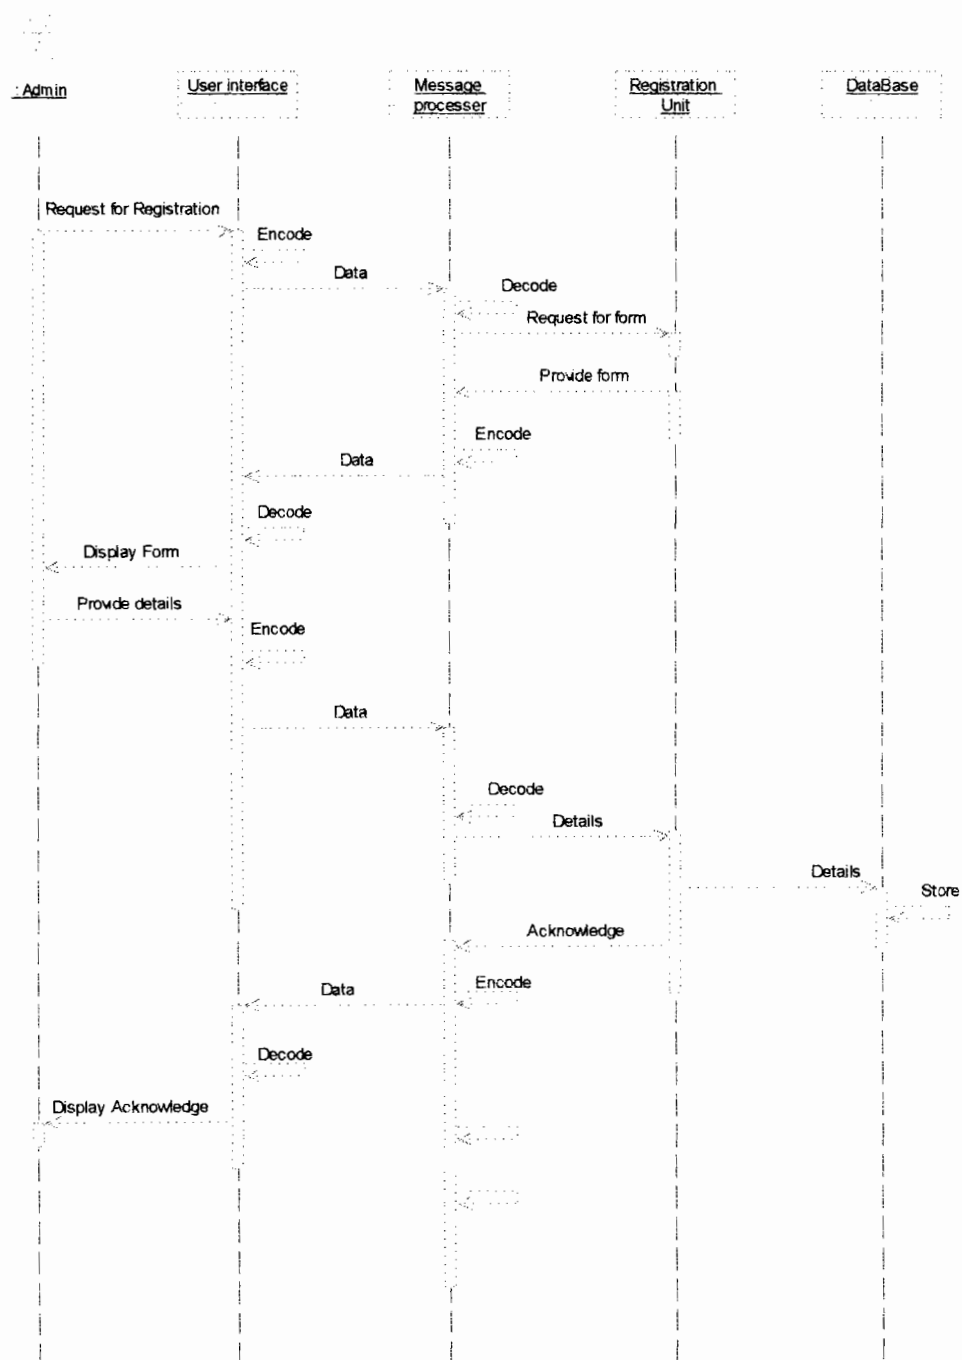 : Admin
User interface
Message
processer
Registration
Unit
DataBase
Request for Registration
Encode
Data
Decode
Request for form
Provide form
Encode
Data
Decode
Display Form
Provide details
Encode
Data
Decode
Details
Details
Store
Acknowledge
Encode
Data
Decode
Display Acknowledge